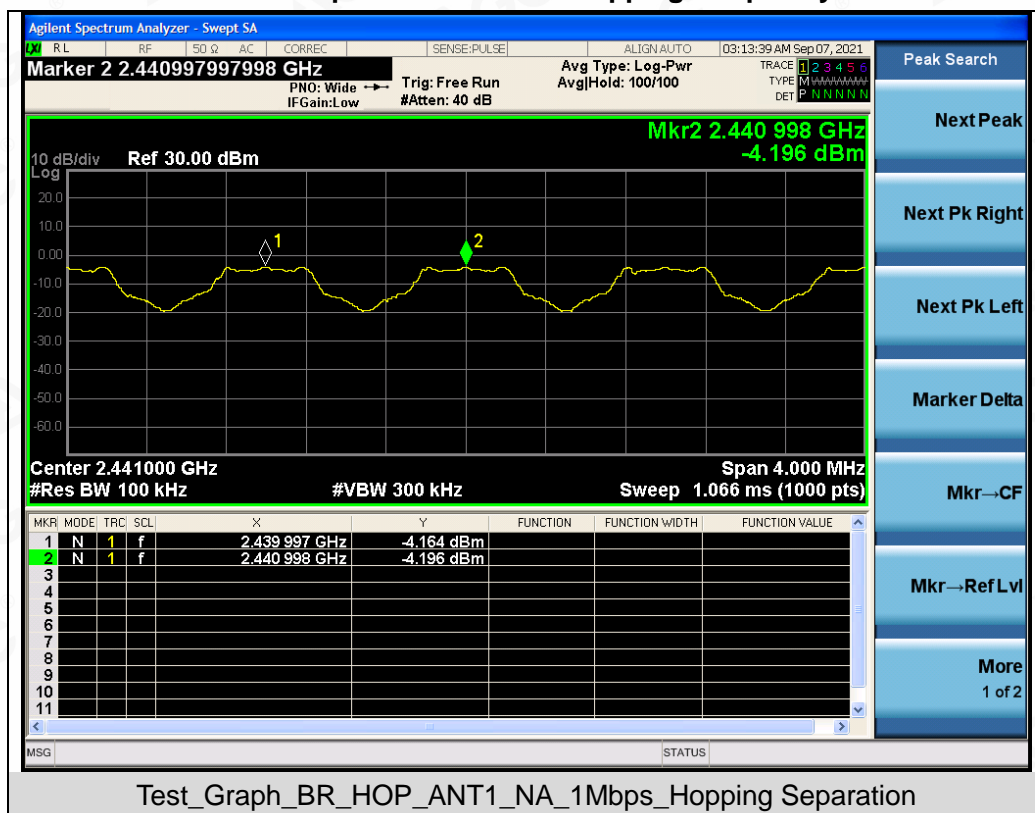 Agilent Spectrum Analyzer - Swept SA
LXI RL RF 50 Ω AC CORREC SENSE:PULSE ALIGN AUTO 03:13:39 AM Sep 07, 2021
Marker 2 2.440997997998 GHz
PNO: Wide
IFGain:Low
Trig: Free Run
#Atten: 40 dB
Avg Type: Log-Pwr
Avg|Hold: 100/100
TRACE 1 2 3 4 5 6
TYPE M WWWWW
DET P N N N N N
Peak Search
Mkr2 2.440 998 GHz
-4.196 dBm
10 dB/div Ref 30.00 dBm
Log
20.0
10.0
0.00
-10.0
-20.0
-30.0
-40.0
-50.0
-60.0
1
2
Center 2.441000 GHz Span 4.000 MHz
#Res BW 100 kHz #VBW 300 kHz Sweep 1.066 ms (1000 pts)
MKR MODE TRC SCL X Y FUNCTION FUNCTION WIDTH FUNCTION VALUE
1 N 1 f 2.439 997 GHz -4.164 dBm
2 N 1 f 2.440 998 GHz -4.196 dBm
3
4
5
6
7
8
9
10
11
Next Peak
Next Pk Right
Next Pk Left
Marker Delta
Mkr→CF
Mkr→Ref Lvl
More
1 of 2
MSG STATUS
Test_Graph_BR_HOP_ANT1_NA_1Mbps_Hopping Separation